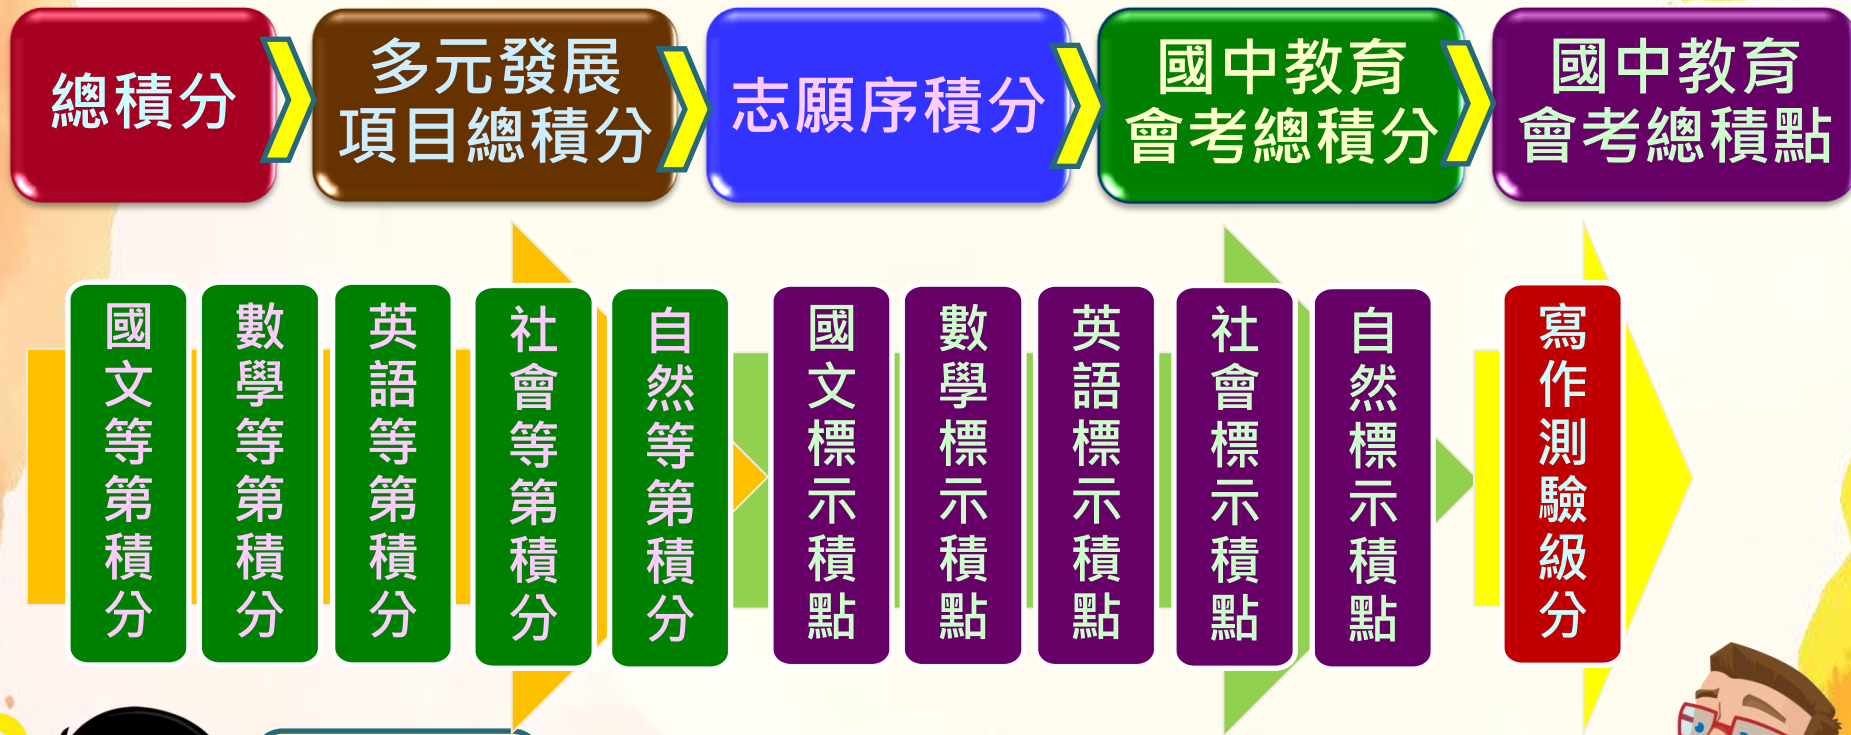 總積分
多元發展
項目總積分
志願序積分
國中教育
會考總積分
國中教育
會考總積點
國文等第積分
數學等第積分
英語等第積分
社會等第積分
自然等第積分
國文標示積點
數學標示積點
英語標示積點
社會標示積點
自然標示積點
寫作測驗級分